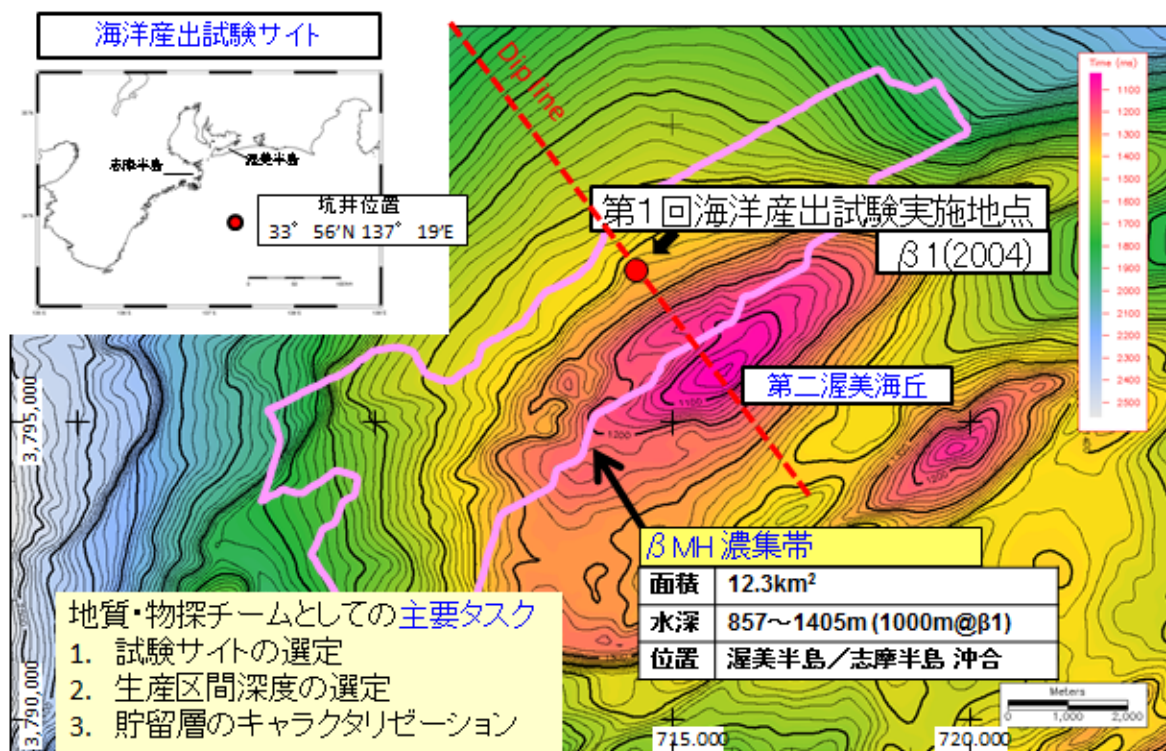 海洋産出試験サイト
志摩半島
渥美半島
坑井位置
33° 56'N 137° 19'E
Dip line
Time (ms)
1100
1200
1300
1400
1500
1600
1700
1800
1900
2000
2100
2200
2300
2400
2500
第1回海洋産出試験実施地点
β1(2004)
第二渥美海丘
1100
1200
1200
3,795,000
3,790,000
βMH 濃集帯
面積 12.3km²
水深 857～1405m (1000m@β1)
位置 渥美半島／志摩半島 沖合
地質・物探チームとしての主要タスク
1. 試験サイトの選定
2. 生産区間深度の選定
3. 貯留層のキャラクタリゼーション
Meters
0 1,000 2,000
715.000
720.000